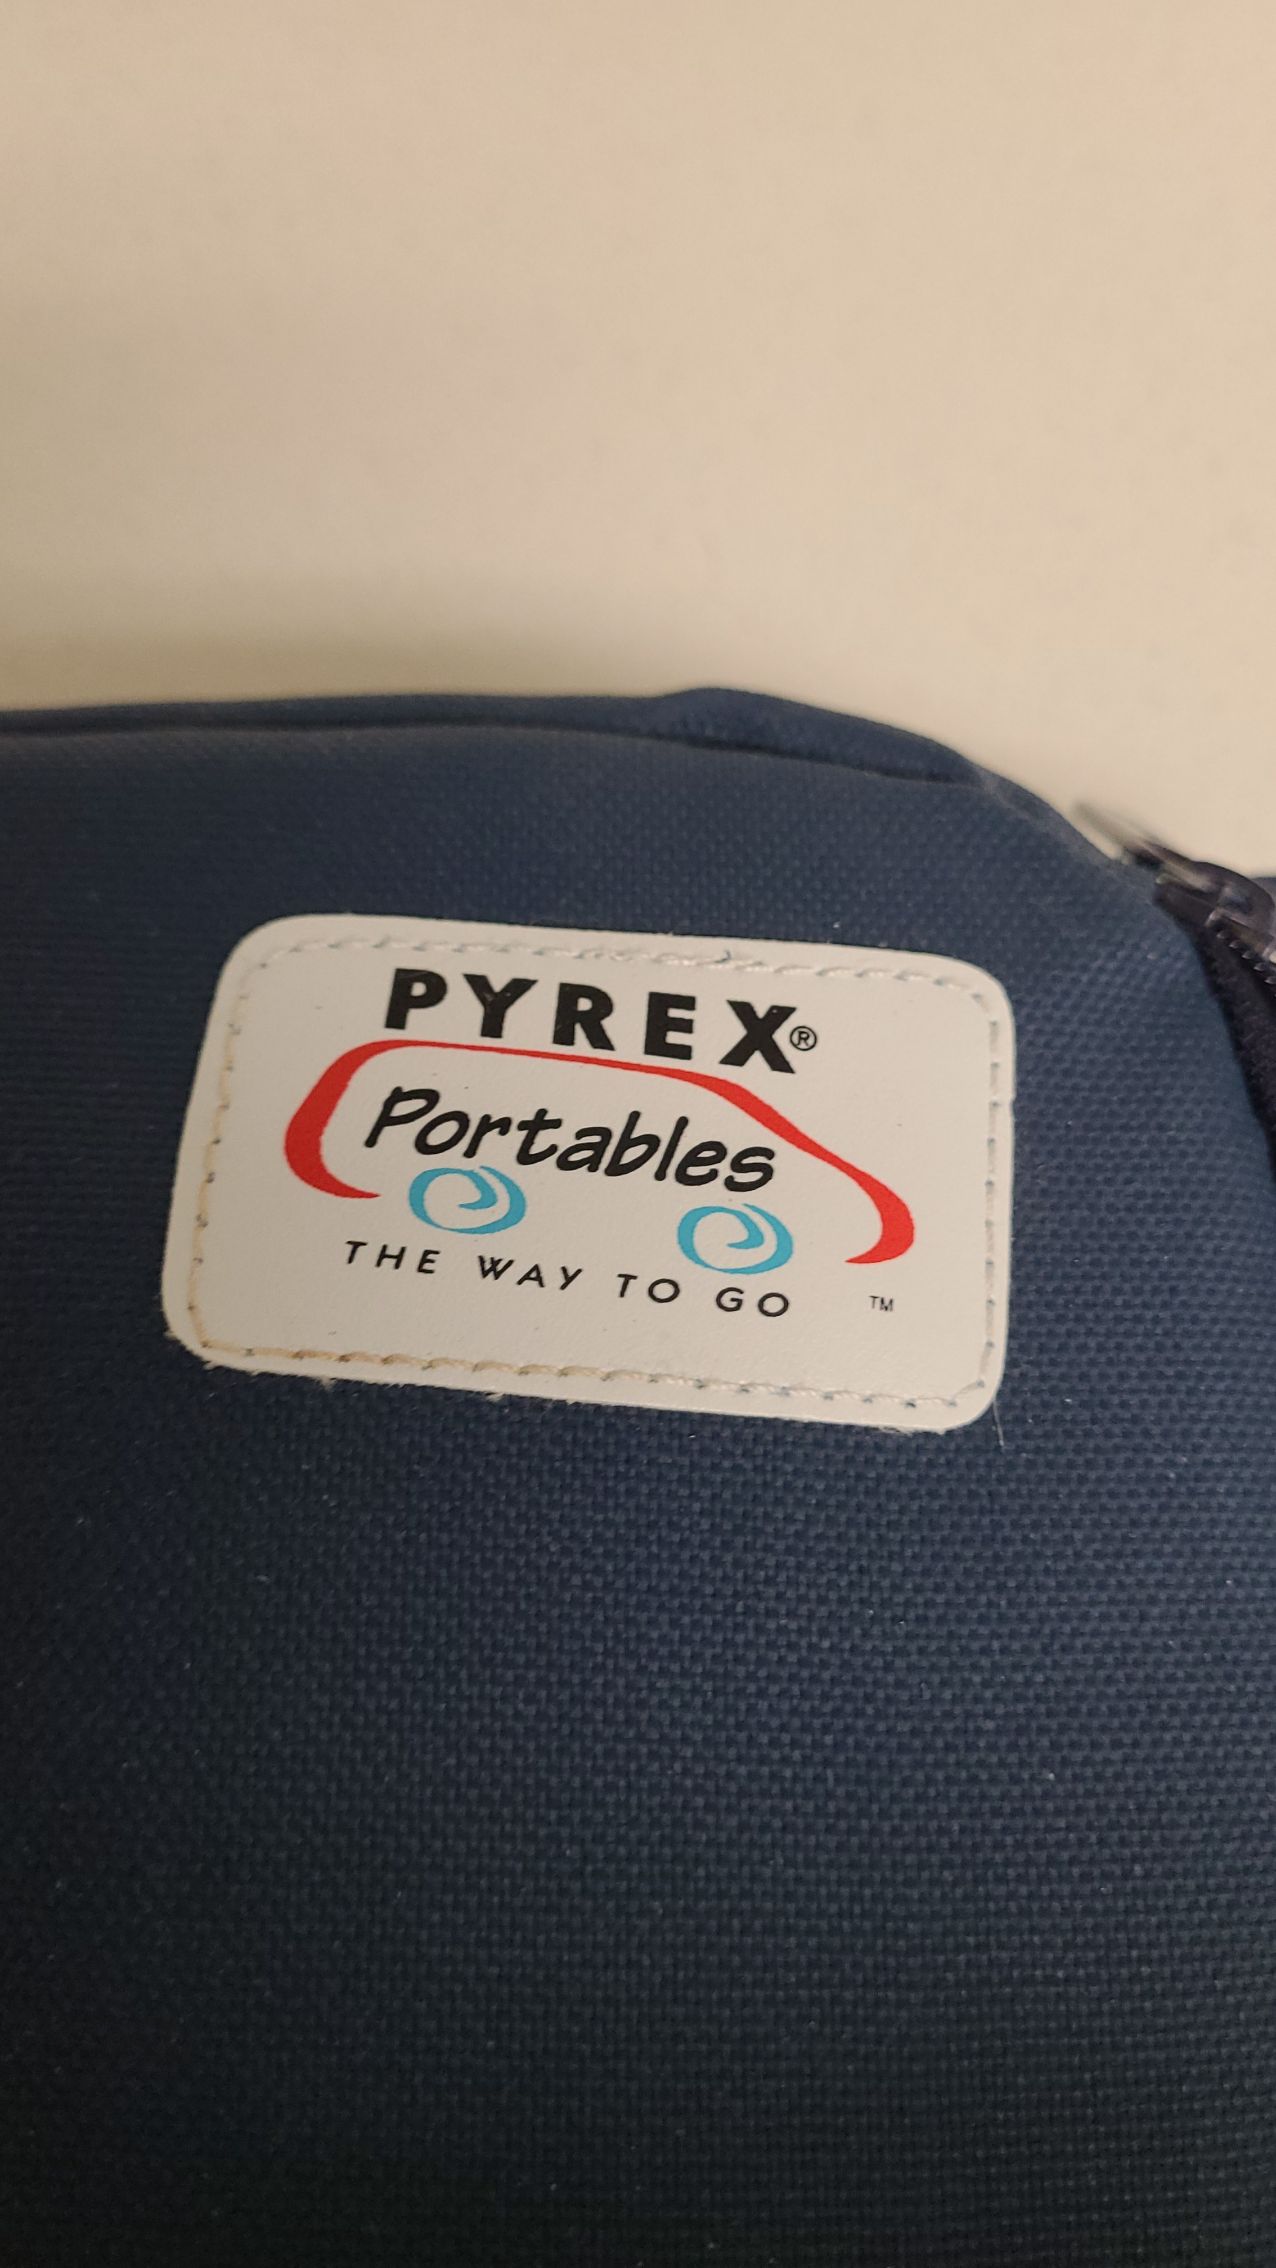 PYREX®
Portables
THE WAY TO GO ™